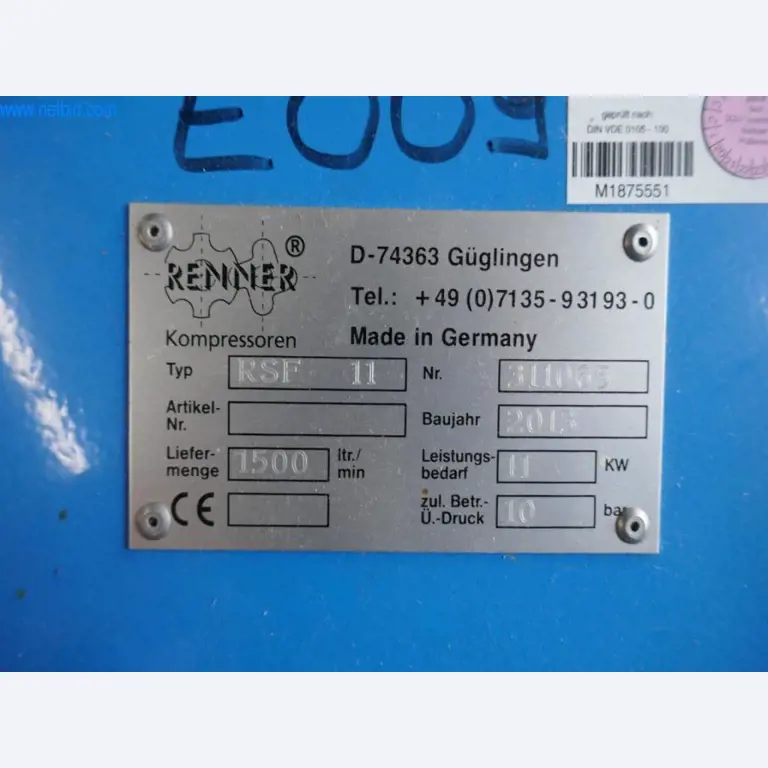 www.netbid.com
E009
geprüft nach:
DIN VDE 0105 - 100
M1875551
RENNER ®
Kompressoren
D-74363 Güglingen
Tel.: +49 (0)7135-93193-0
Made in Germany
Typ RSF 11
Nr.
Artikel-
Nr.
Baujahr
Liefer-
menge 1500 ltr./
min
Leistungs-
bedarf 11 KW
CE
zul. Betr.-
Ü.-Druck 10 bar